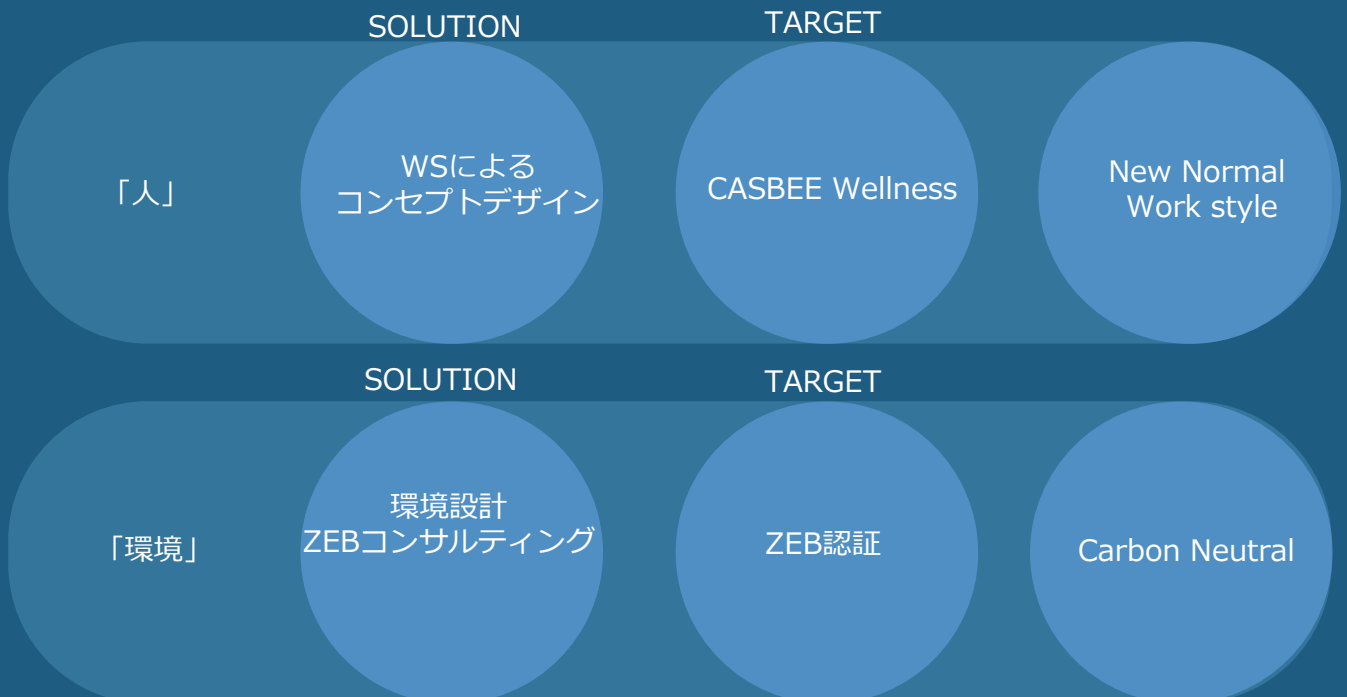 SOLUTION
TARGET
「人」
WSによる
コンセプトデザイン
CASBEE Wellness
New Normal
Work style
SOLUTION
TARGET
「環境」
環境設計
ZEBコンサルティング
ZEB認証
Carbon Neutral